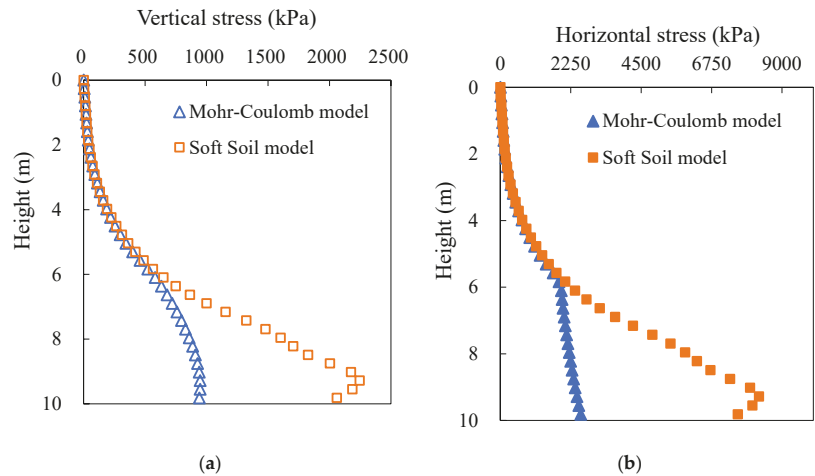 Vertical stress (kPa)
0 500 1000 1500 2000 2500
0
2
4
6
8
10
Height (m)
Mohr-Coulomb model
Soft Soil model
(a)
Horizontal stress (kPa)
0 2250 4500 6750 9000
0
2
4
6
8
10
Height (m)
Mohr-Coulomb model
Soft Soil model
(b)